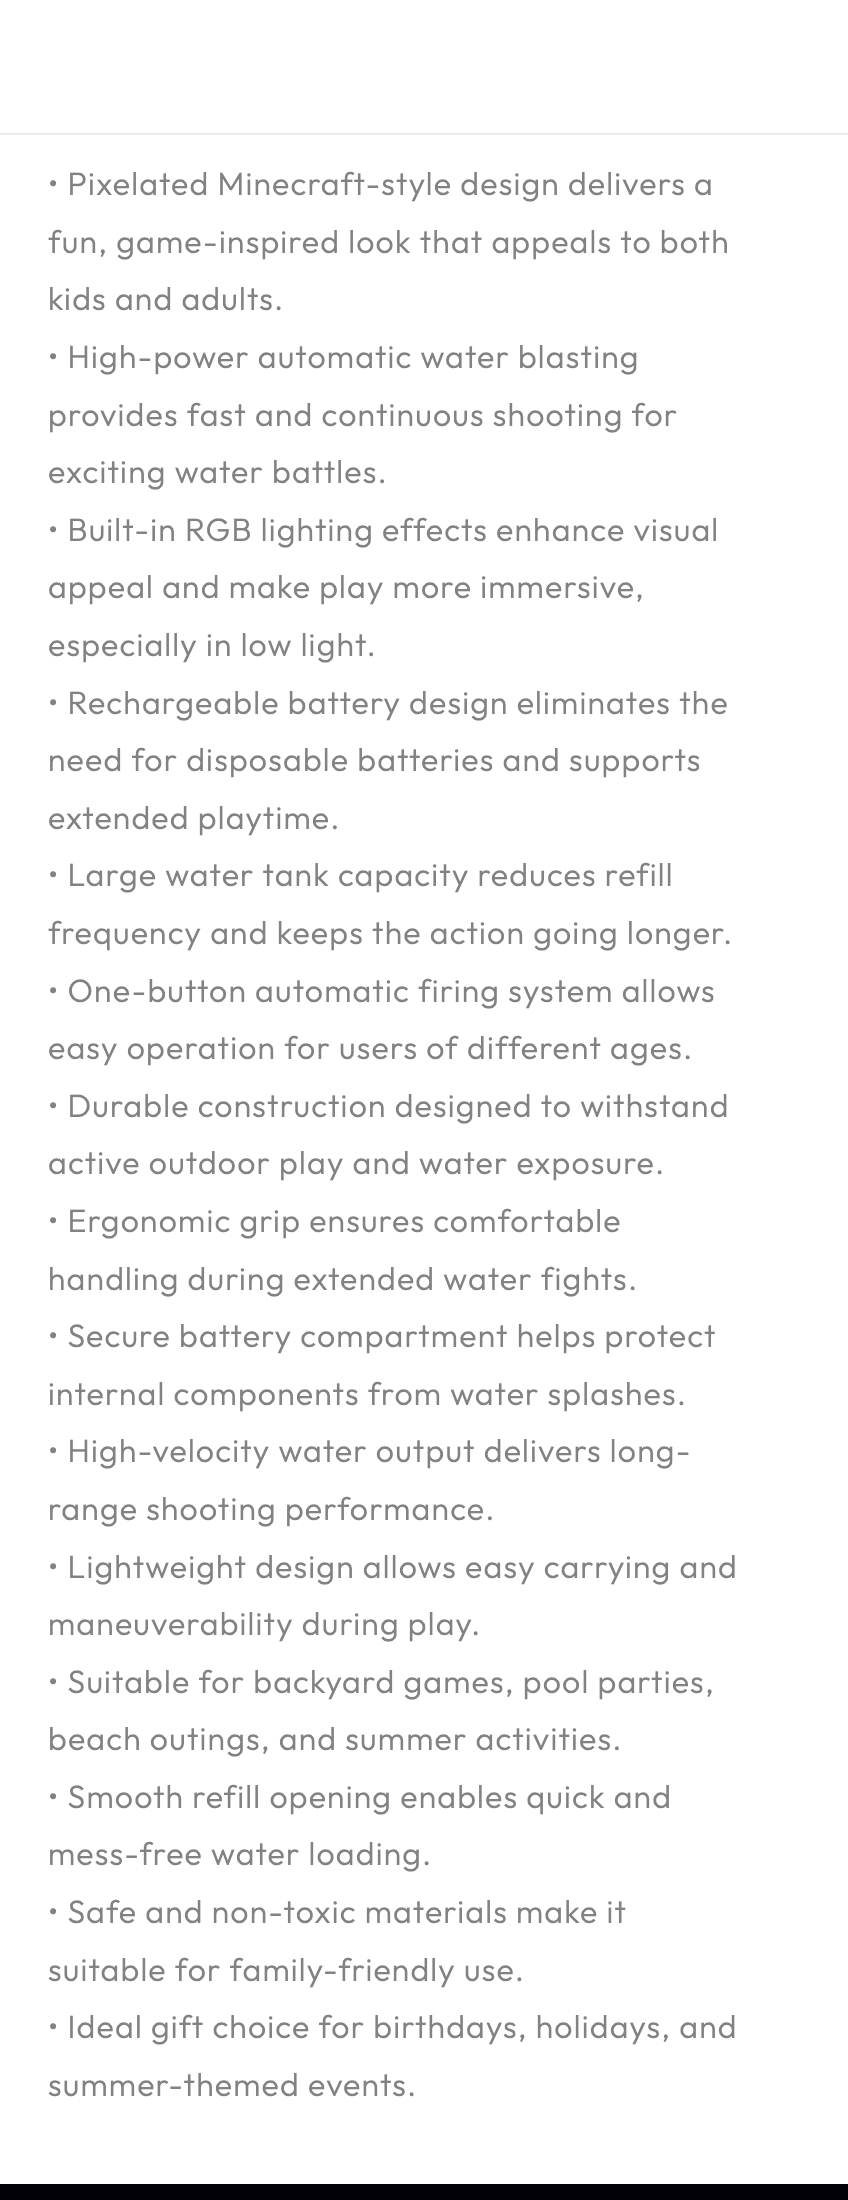 • Pixelated Minecraft-style design delivers a
fun, game-inspired look that appeals to both
kids and adults.
• High-power automatic water blasting
provides fast and continuous shooting for
exciting water battles.
• Built-in RGB lighting effects enhance visual
appeal and make play more immersive,
especially in low light.
• Rechargeable battery design eliminates the
need for disposable batteries and supports
extended playtime.
• Large water tank capacity reduces refill
frequency and keeps the action going longer.
• One-button automatic firing system allows
easy operation for users of different ages.
• Durable construction designed to withstand
active outdoor play and water exposure.
• Ergonomic grip ensures comfortable
handling during extended water fights.
• Secure battery compartment helps protect
internal components from water splashes.
• High-velocity water output delivers long-
range shooting performance.
• Lightweight design allows easy carrying and
maneuverability during play.
• Suitable for backyard games, pool parties,
beach outings, and summer activities.
• Smooth refill opening enables quick and
mess-free water loading.
• Safe and non-toxic materials make it
suitable for family-friendly use.
• Ideal gift choice for birthdays, holidays, and
summer-themed events.